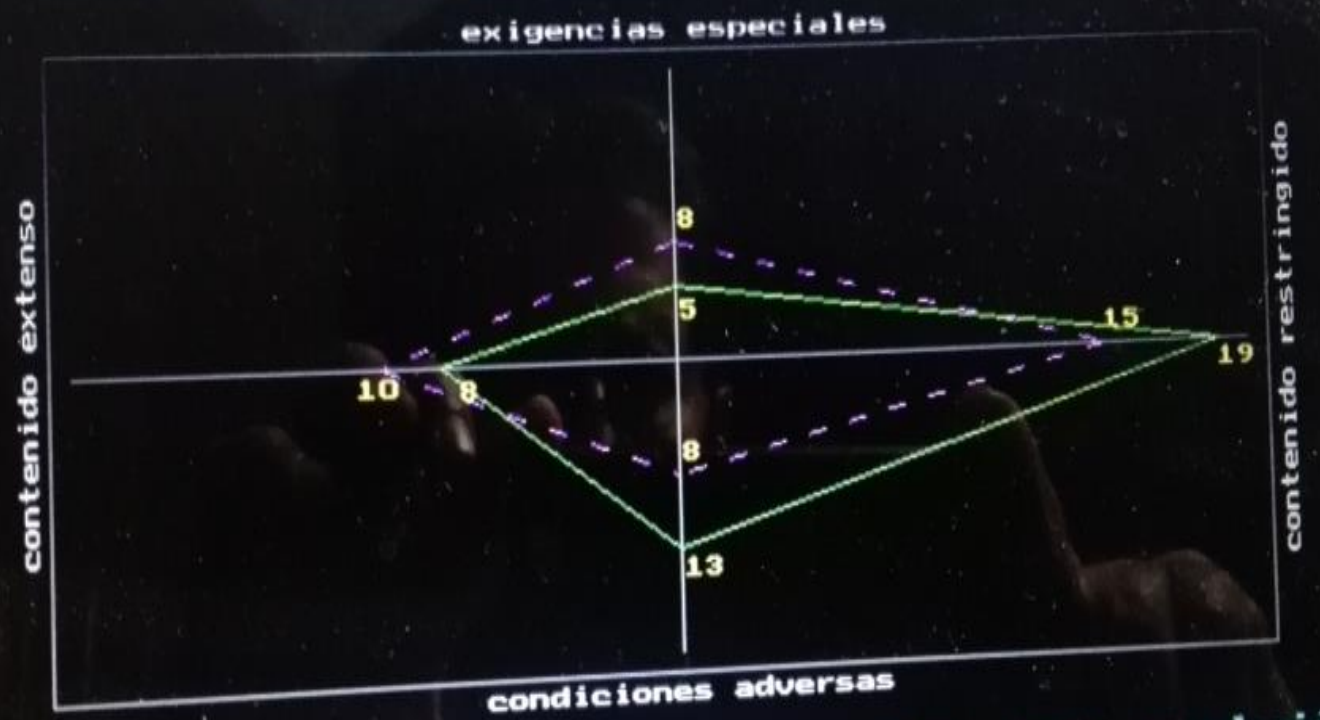 exigencias especiales
contenido extenso
contenido restringido
8
5
15
19
10
8
8
13
condiciones adversas